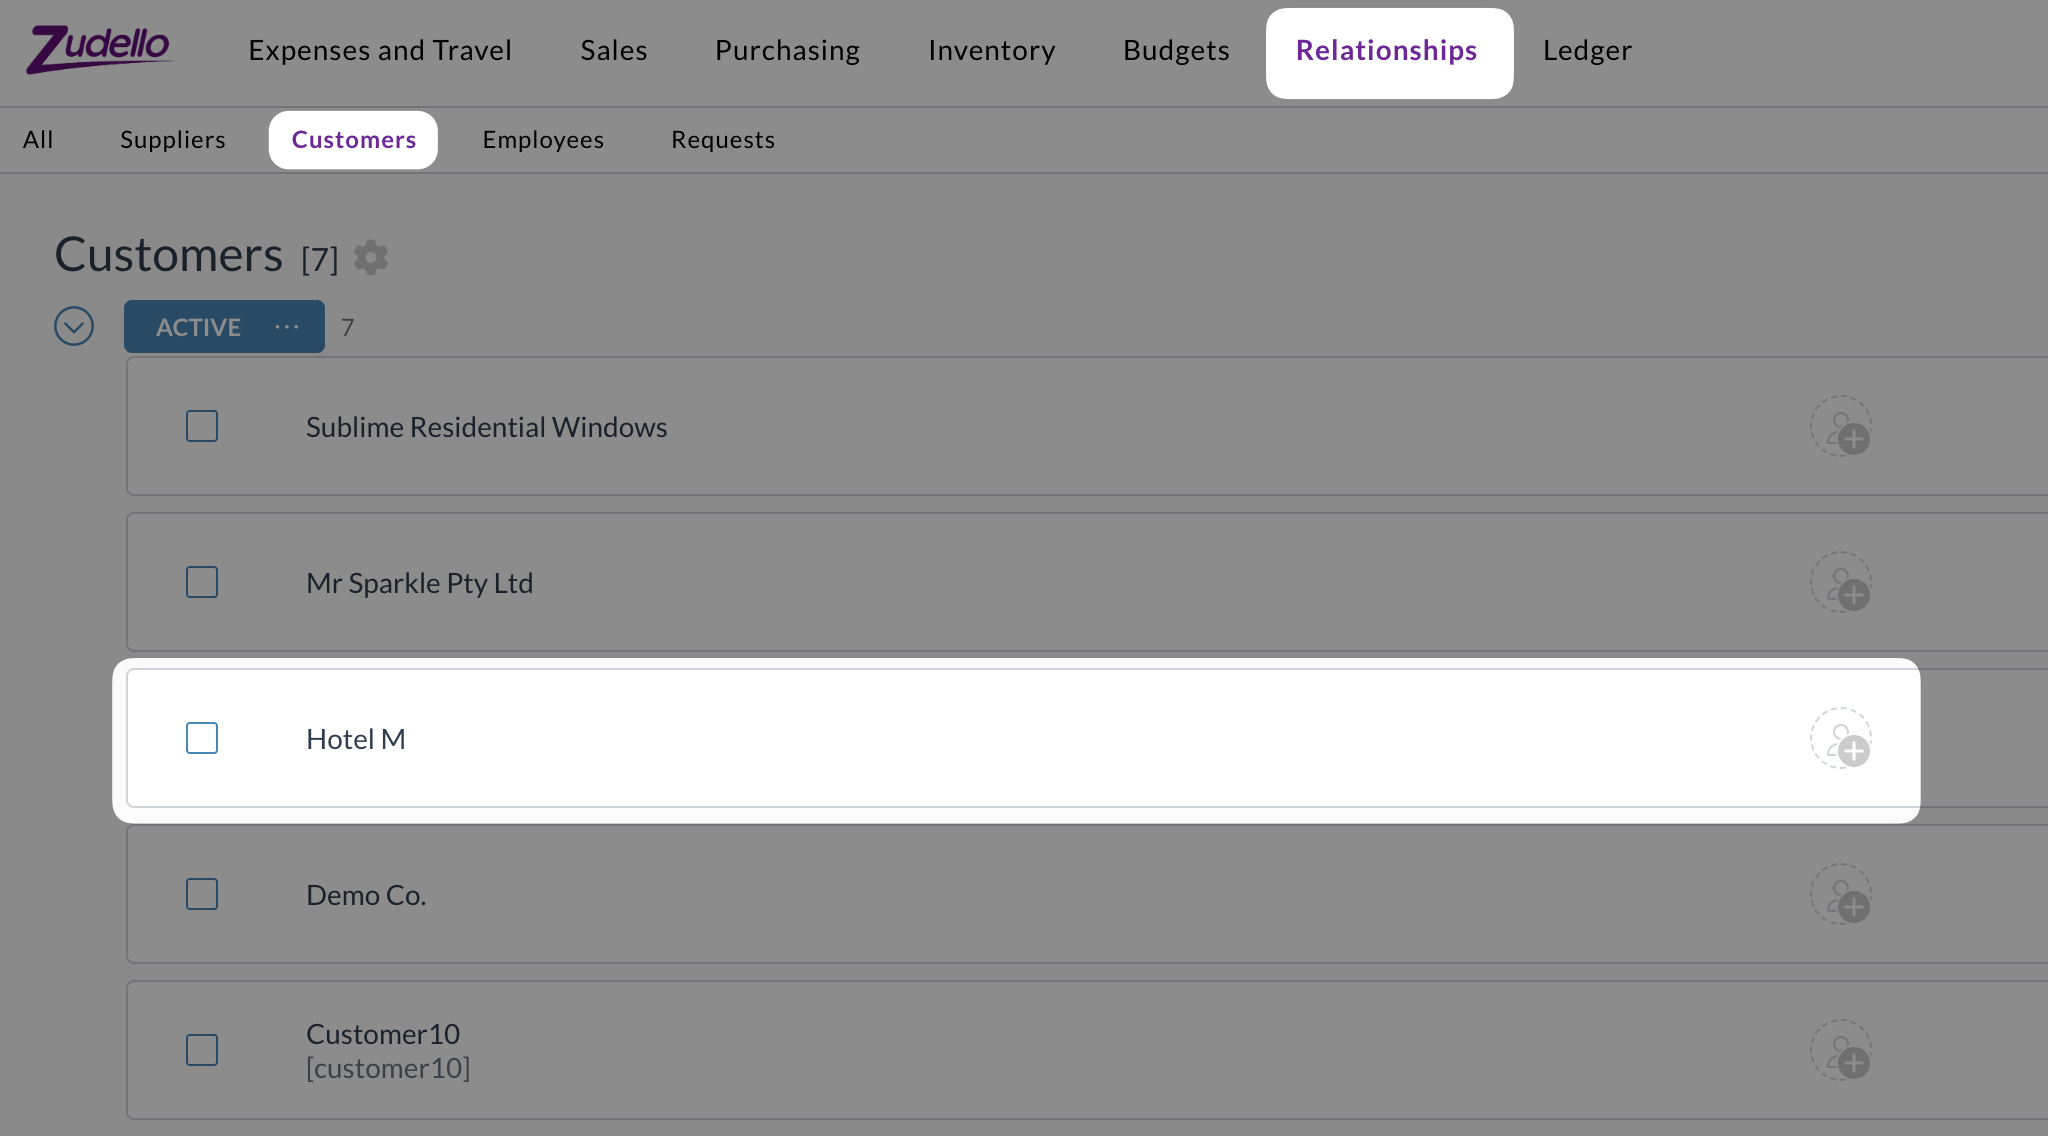 Zudello
Expenses and Travel Sales Purchasing Inventory Budgets Relationships Ledger
All Suppliers Customers Employees Requests
Customers [7]
ACTIVE ... 7
Sublime Residential Windows
Mr Sparkle Pty Ltd
Hotel M
Demo Co.
Customer10
[customer10]